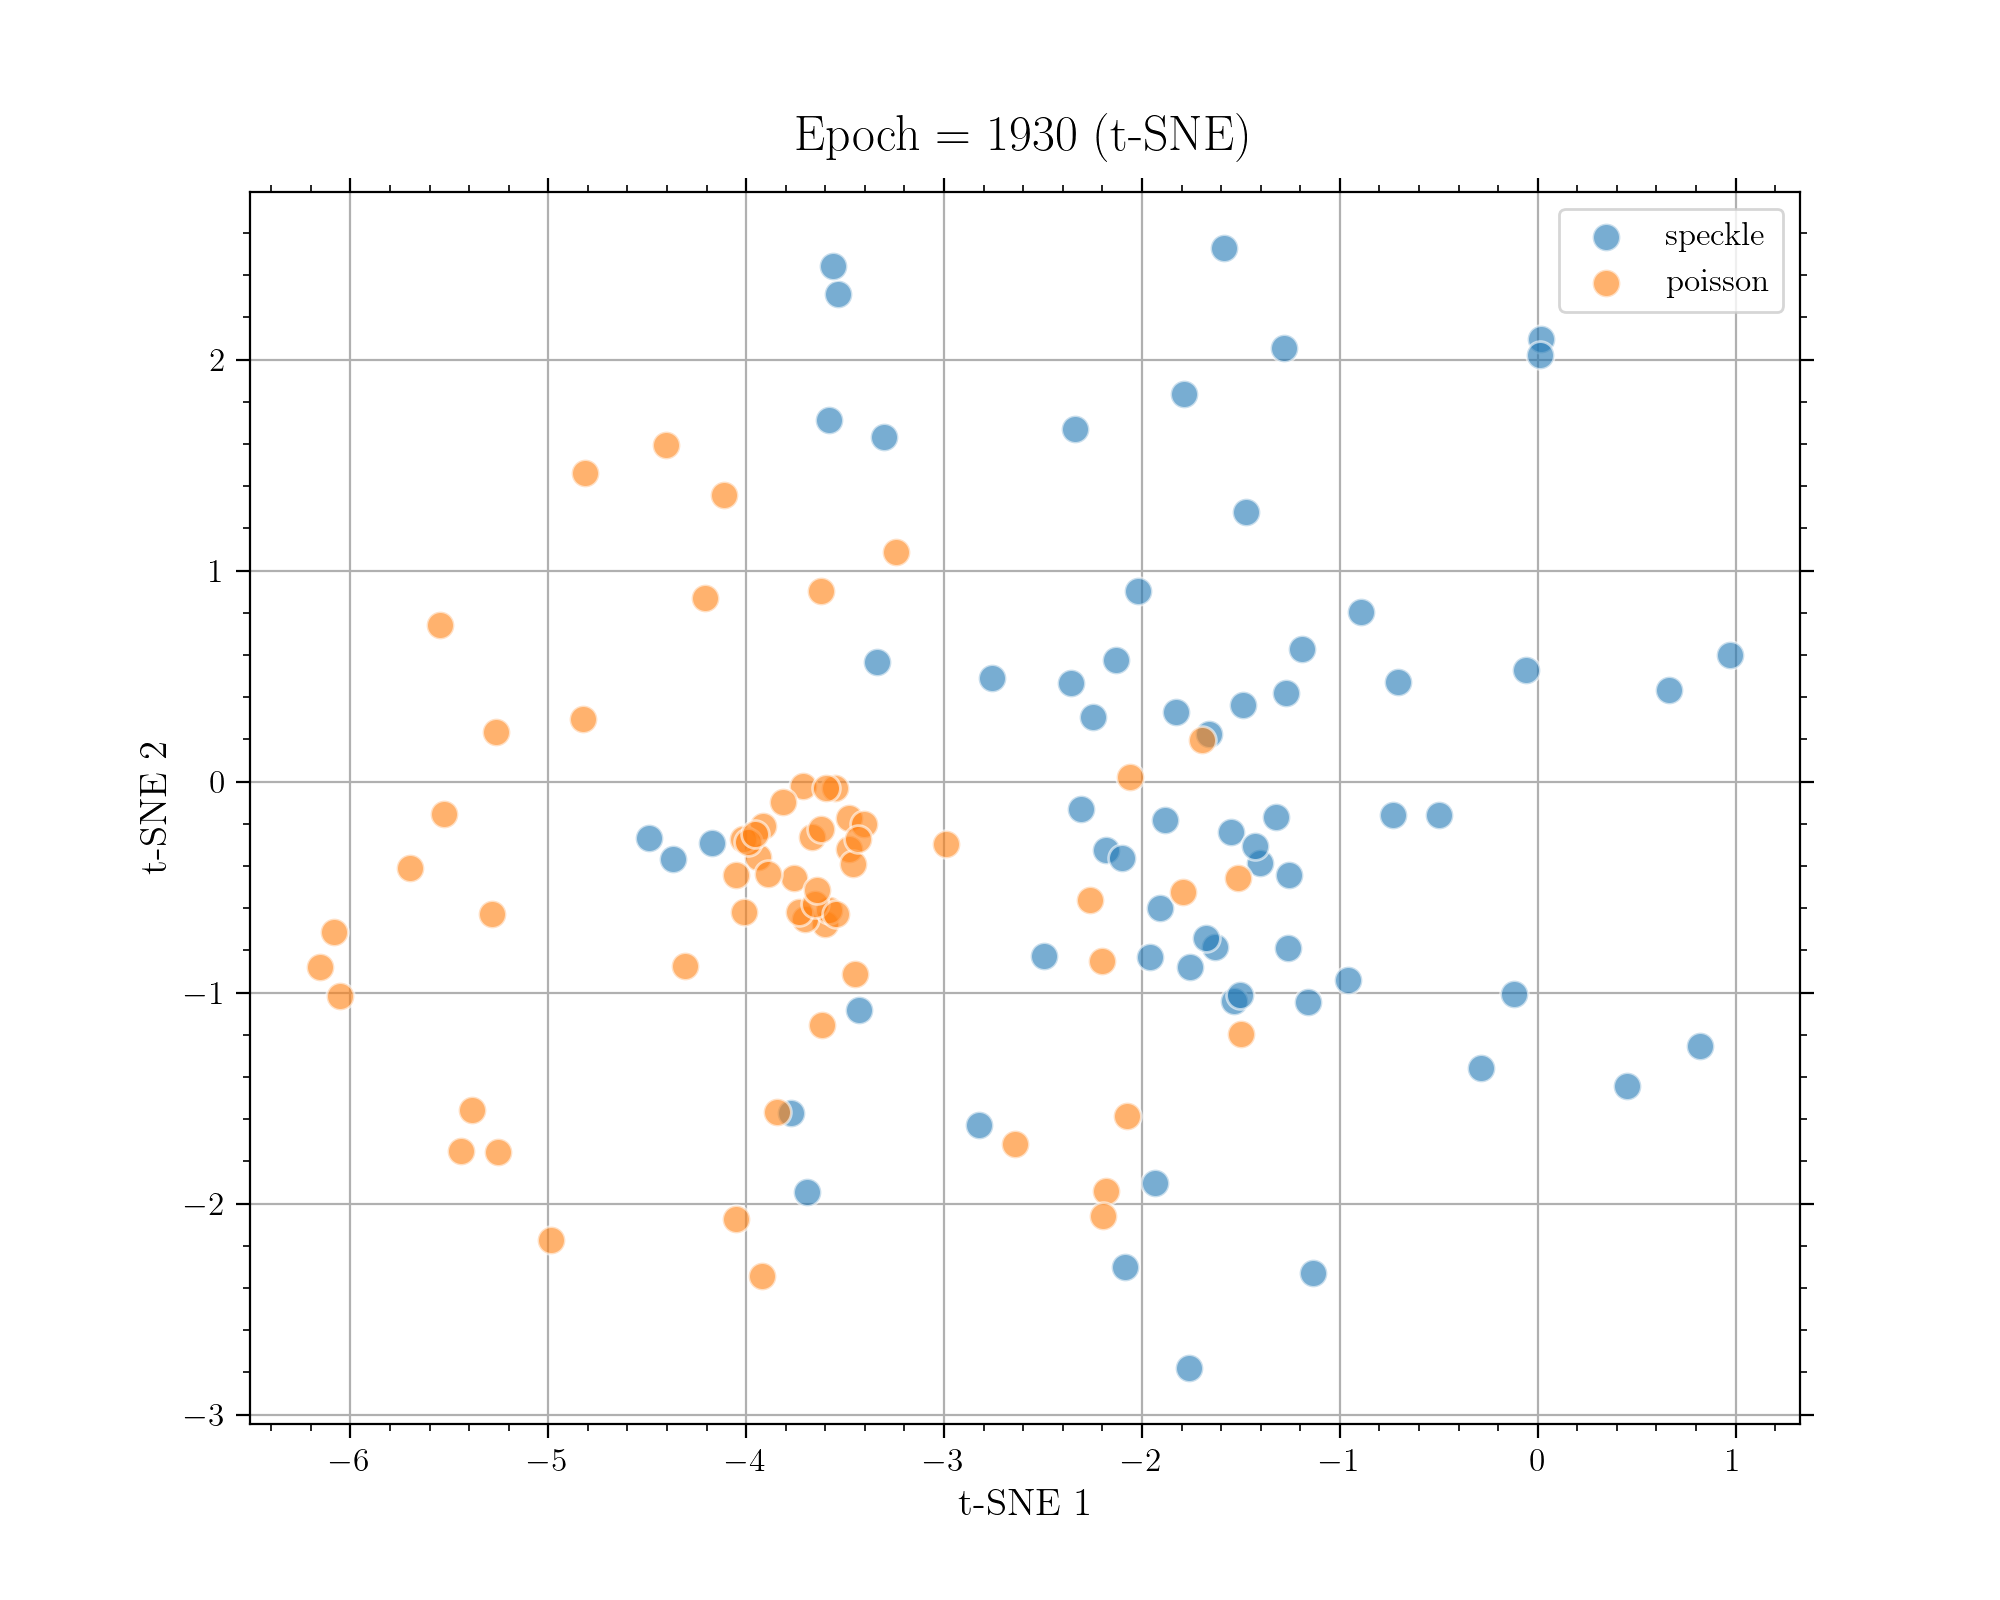 Epoch = 1930 (t-SNE)
speckle
poisson
2
1
0
−1
−2
−3
t-SNE 2
−6 −5 −4 −3 −2 −1 0 1
t-SNE 1